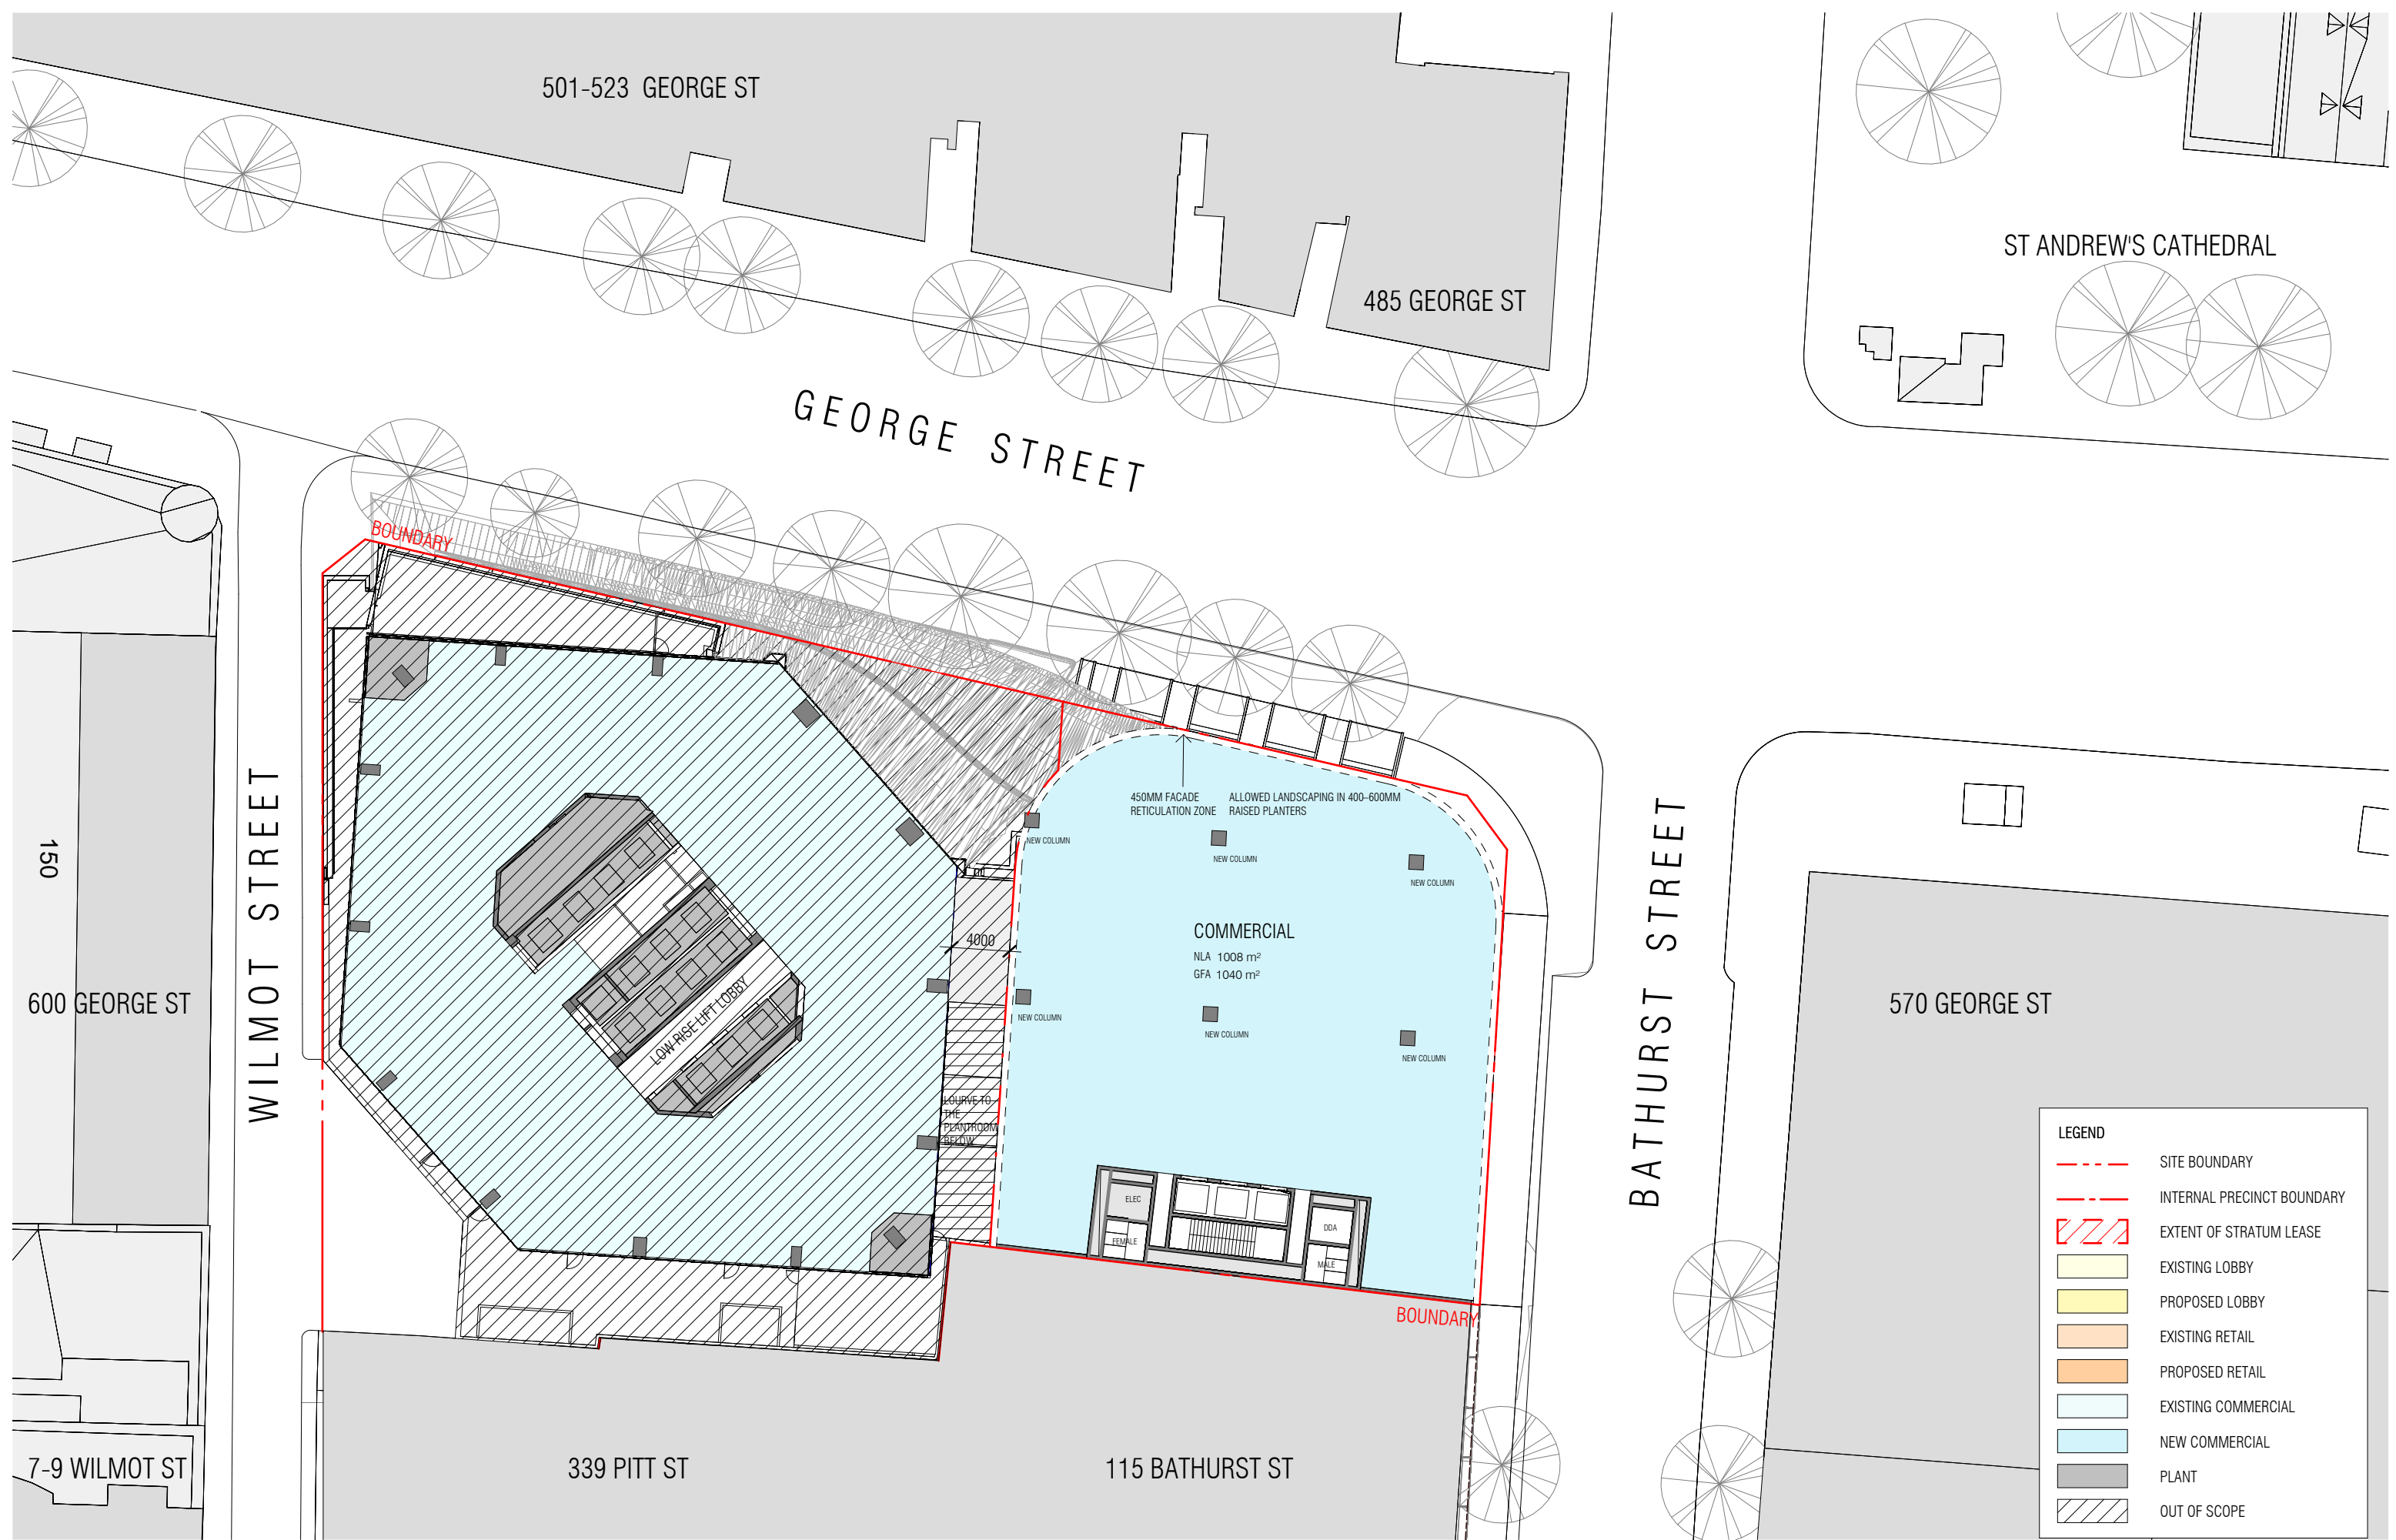 501-523 GEORGE ST
485 GEORGE ST
ST ANDREW'S CATHEDRAL
GEORGE STREET
BOUNDARY
WILMOT STREET
150
600 GEORGE ST
450MM FACADE
RETICULATION ZONE
ALLOWED LANDSCAPING IN 400-600MM
RAISED PLANTERS
NEW COLUMN
NEW COLUMN
NEW COLUMN
COMMERCIAL
NLA 1008 m²
GFA 1040 m²
4000
NEW COLUMN
NEW COLUMN
NEW COLUMN
LOW RISE LIFT LOBBY
LOURVE TO
THE
PLANTROOM
BELOW
BATHURST STREET
570 GEORGE ST
ELEC
FEMALE
DDA
MALE
BOUNDARY
7-9 WILMOT ST
339 PITT ST
115 BATHURST ST
LEGEND
SITE BOUNDARY
INTERNAL PRECINCT BOUNDARY
EXTENT OF STRATUM LEASE
EXISTING LOBBY
PROPOSED LOBBY
EXISTING RETAIL
PROPOSED RETAIL
EXISTING COMMERCIAL
NEW COMMERCIAL
PLANT
OUT OF SCOPE